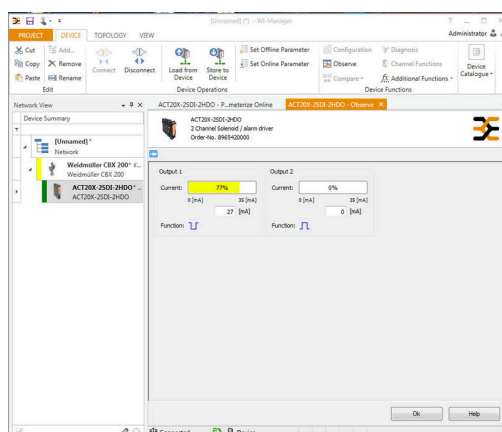 [Unnamed] (*) - WI-Manager
PROJECT DEVICE TOPOLOGY VIEW Administrator
Cut Add... Set Offline Parameter Configuration Diagnosis
Copy Remove Set Online Parameter Observe Channel Functions
Paste Rename Connect Disconnect Load from Device Store to Device Compare Additional Functions Device Catalogue
Edit Device Operations Device Functions
Network View ACT20X-2SDI-2HDO - P...meterize Online ACT20X-2SDI-2HDO - Observe
Device Summary
ACT20X-2SDI-2HDO
2 Channel Solenoid / alarm driver
Order-No. 8965420000
[Unnamed]*
Network
Weidmüller CBX 200*
Weidmüller CBX 200
ACT20X-2SDI-2HDO* ..
ACT20X-2SDI-2HDO
Output 1 Output 2
Current: 77% Current: 0%
0 [mA] 35 [mA] 0 [mA] 35 [mA]
27 [mA] 0 [mA]
Function: Function:
Ok Help
Connected Device